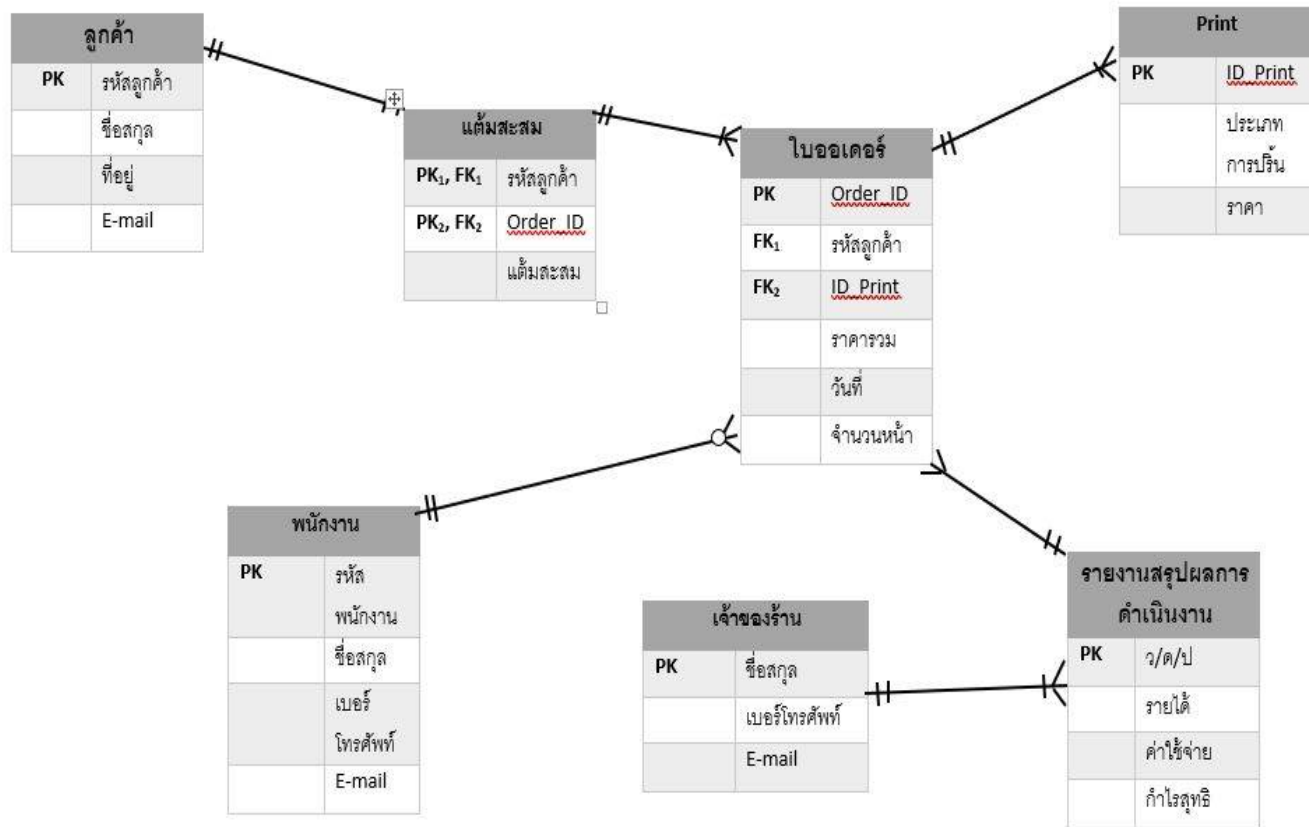 ลูกค้า
PK รหัสลูกค้า
ชื่อสกุล
ที่อยู่
E-mail
แต้มสะสม
PK₁, FK₁ รหัสลูกค้า
PK₂, FK₂ Order_ID
แต้มสะสม
ใบออเดอร์
PK Order_ID
FK₁ รหัสลูกค้า
FK₂ ID_Print
ราคารวม
วันที่
จำนวนหน้า
Print
PK ID_Print
ประเภท
การปริ้น
ราคา
พนักงาน
PK รหัส
พนักงาน
ชื่อสกุล
เบอร์
โทรศัพท์
E-mail
เจ้าของร้าน
PK ชื่อสกุล
เบอร์โทรศัพท์
E-mail
รายงานสรุปผลการ
ดำเนินงาน
PK ว/ด/ป
รายได้
ค่าใช้จ่าย
กำไรสุทธิ